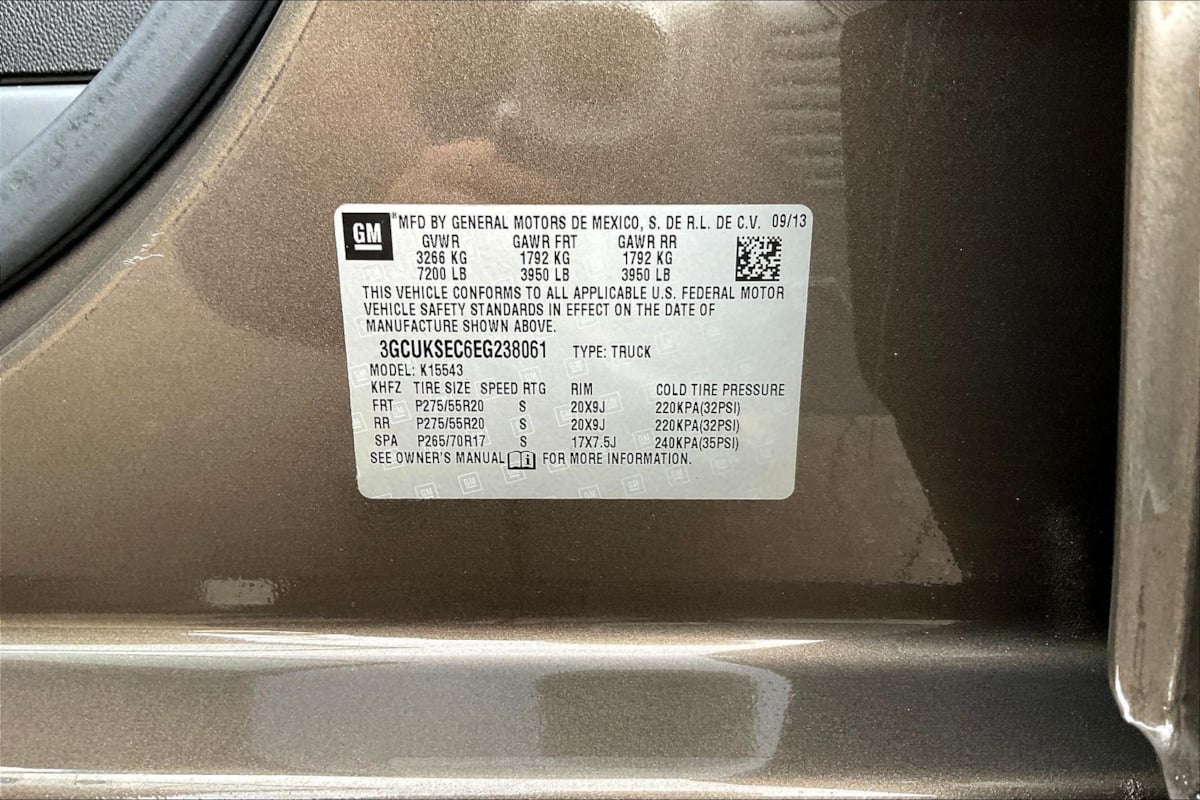 GM ® MFD BY GENERAL MOTORS DE MEXICO, S. DE R.L. DE C.V. 09/13
GVWR GAWR FRT GAWR RR
3266 KG 1792 KG 1792 KG
7200 LB 3950 LB 3950 LB
THIS VEHICLE CONFORMS TO ALL APPLICABLE U.S. FEDERAL MOTOR
VEHICLE SAFETY STANDARDS IN EFFECT ON THE DATE OF
MANUFACTURE SHOWN ABOVE.
3GCUKSEC6EG238061 TYPE: TRUCK
MODEL: K15543
KHFZ TIRE SIZE SPEED RTG RIM COLD TIRE PRESSURE
FRT P275/55R20 S 20X9J 220KPA(32PSI)
RR P275/55R20 S 20X9J 220KPA(32PSI)
SPA P265/70R17 S 17X7.5J 240KPA(35PSI)
SEE OWNER'S MANUAL i FOR MORE INFORMATION.